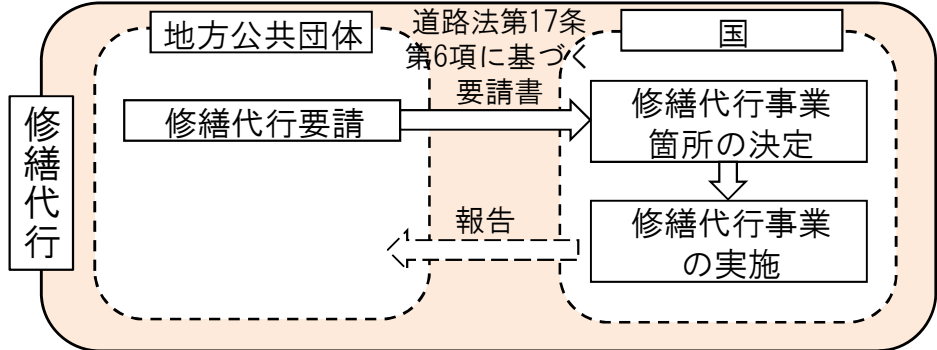 修繕代行
地方公共団体
修繕代行要請
道路法第17条
第6項に基づく
要請書
報告
国
修繕代行事業
箇所の決定
修繕代行事業
の実施